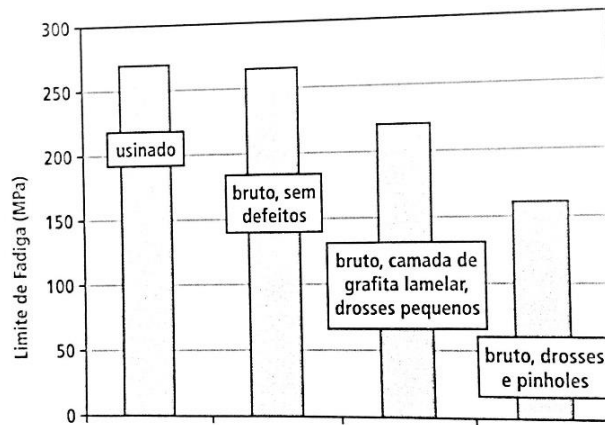 300
250
200
150
100
50
0
Limite de Fadiga (MPa)
usinado
bruto, sem
defeitos
bruto, camada de
grafita lamelar,
drosses pequenos
bruto, drosses
e pinholes